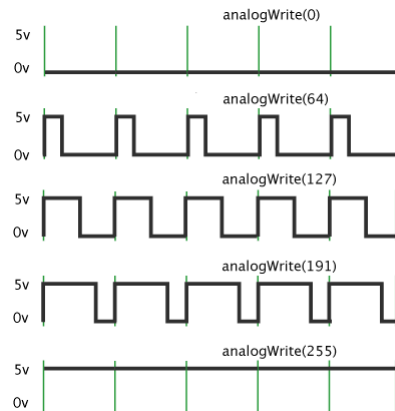 analogWrite(0)
5v
0v
analogWrite(64)
5v
0v
analogWrite(127)
5v
0v
analogWrite(191)
5v
0v
analogWrite(255)
5v
0v